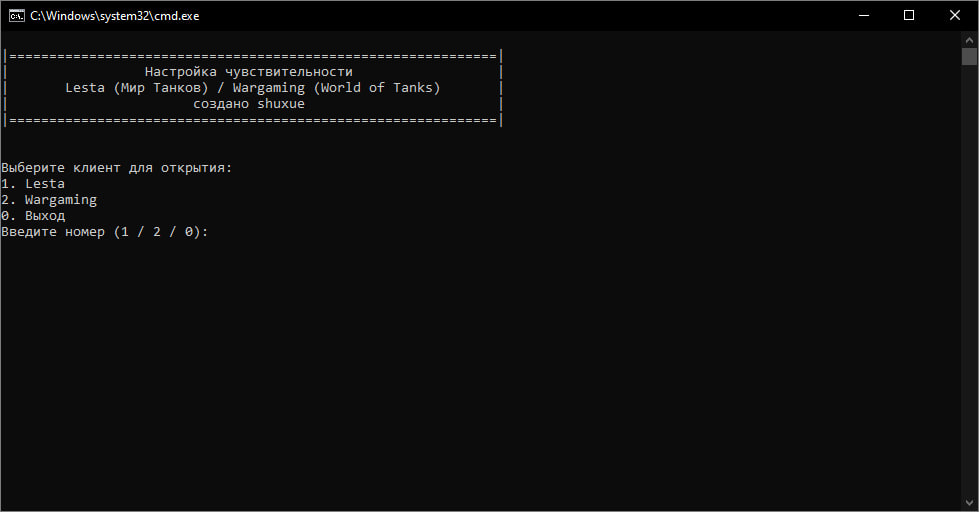 C:\Windows\system32\cmd.exe
|=============================================================|
| Настройка чувствительности |
| Lesta (Мир Танков) / Wargaming (World of Tanks) |
| создано shuxue |
|=============================================================|
Выберите клиент для открытия:
1. Lesta
2. Wargaming
0. Выход
Введите номер (1 / 2 / 0):